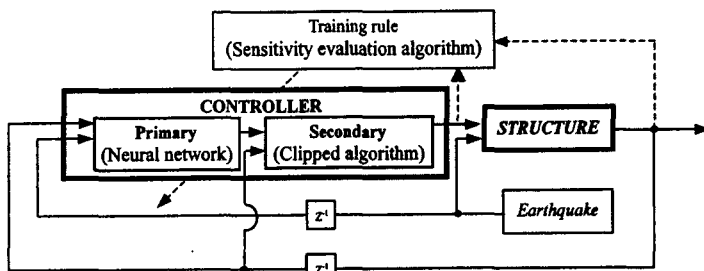 Training rule
(Sensitivity evaluation algorithm)
CONTROLLER
Primary
(Neural network)
Secondary
(Clipped algorithm)
STRUCTURE
Earthquake
Z⁻¹
Z⁻¹